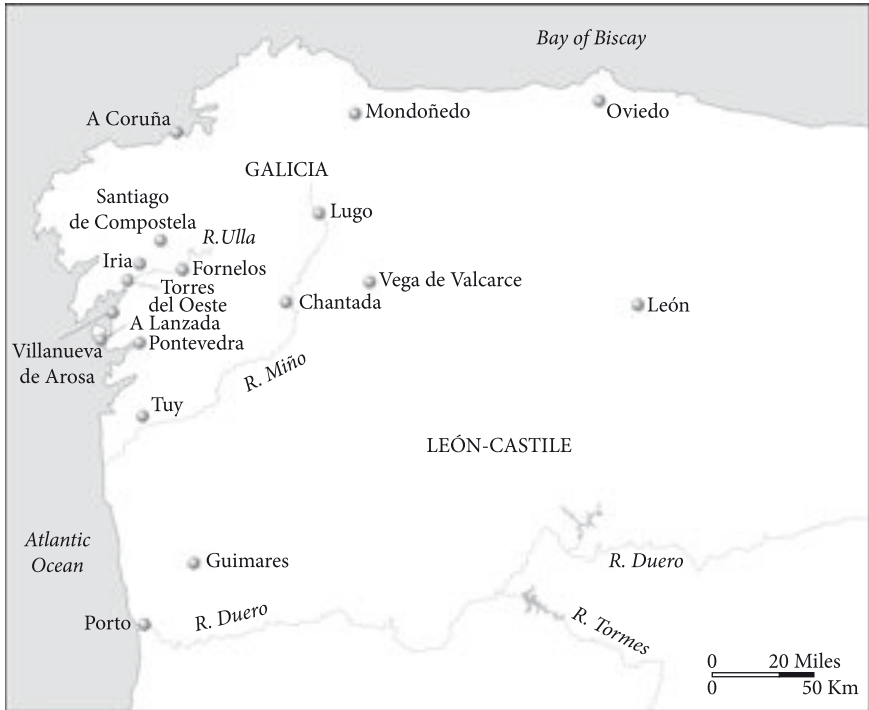 Bay of Biscay
A Coruña
Mondoñedo
Oviedo
GALICIA
Santiago
de Compostela
Lugo
R.Ulla
Iria
Fornelos
Vega de Valcarce
Torres
del Oeste
Chantada
León
A Lanzada
Villanueva
de Arosa
Pontevedra
R. Miño
Tuy
LEÓN-CASTILE
Atlantic
Ocean
Guimares
R. Duero
Porto
R. Duero
R. Tormes
0 20 Miles
0 50 Km